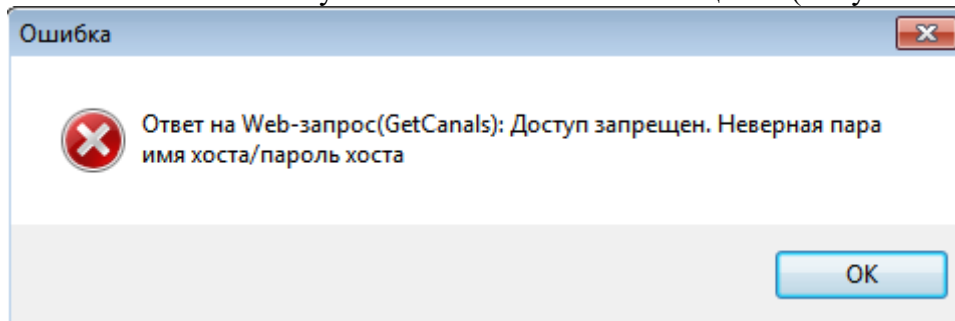 Ошибка
Ответ на Web-запрос(GetCanals): Доступ запрещен. Неверная пара
имя хоста/пароль хоста
OK